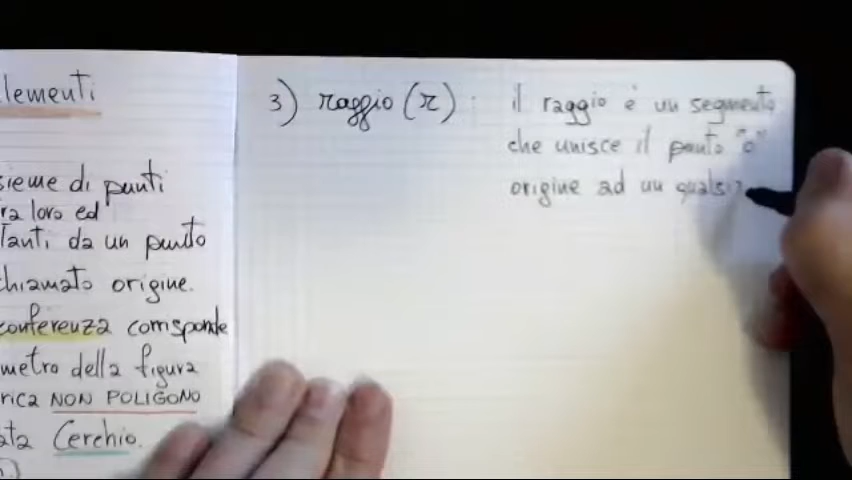 lementi
sieme di punti
ra loro ed
tanti da un punto
chiamato origine.
conferenza corrisponde
metro della figura
rica NON POLIGONO
ata Cerchio.
3) raggio (r) : il raggio è un segmento
che unisce il punto "o"
origine ad un qualsi